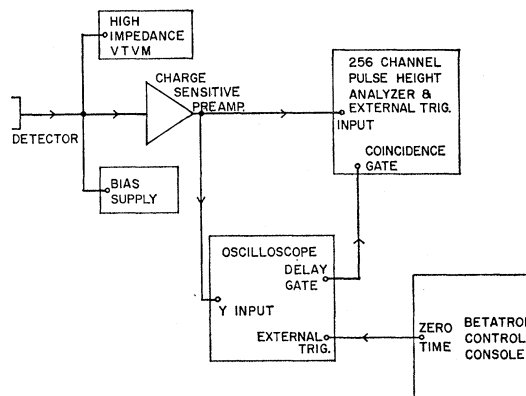 HIGH
IMPEDANCE
VTVM
CHARGE
SENSITIVE
PREAMP.
DETECTOR
BIAS
SUPPLY
256 CHANNEL
PULSE HEIGHT
ANALYZER &
EXTERNAL TRIG.
INPUT
COINCIDENCE
GATE
OSCILLOSCOPE
DELAY
GATE
Y INPUT
EXTERNAL
TRIG.
ZERO
TIME
BETATRON
CONTROL
CONSOLE